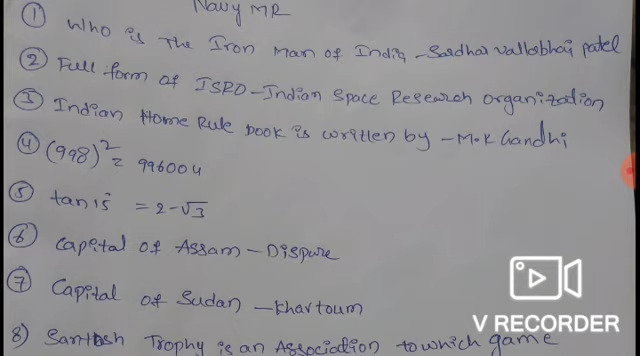 Navy MR
① Who is The Iron Man of India - Sardhar vallabhai patel
② Full form of ISRO - Indian Space Research organization
③ Indian Home Rule book is written by - M.K Gandhi
④ (998)² = 996004
⑤ tan 15° = 2-√3
⑥ Capital of Assam - Dispure
⑦ Capital of Sudan - Khartoum
8) Santosh Trophy is an Association to which game
V RECORDER